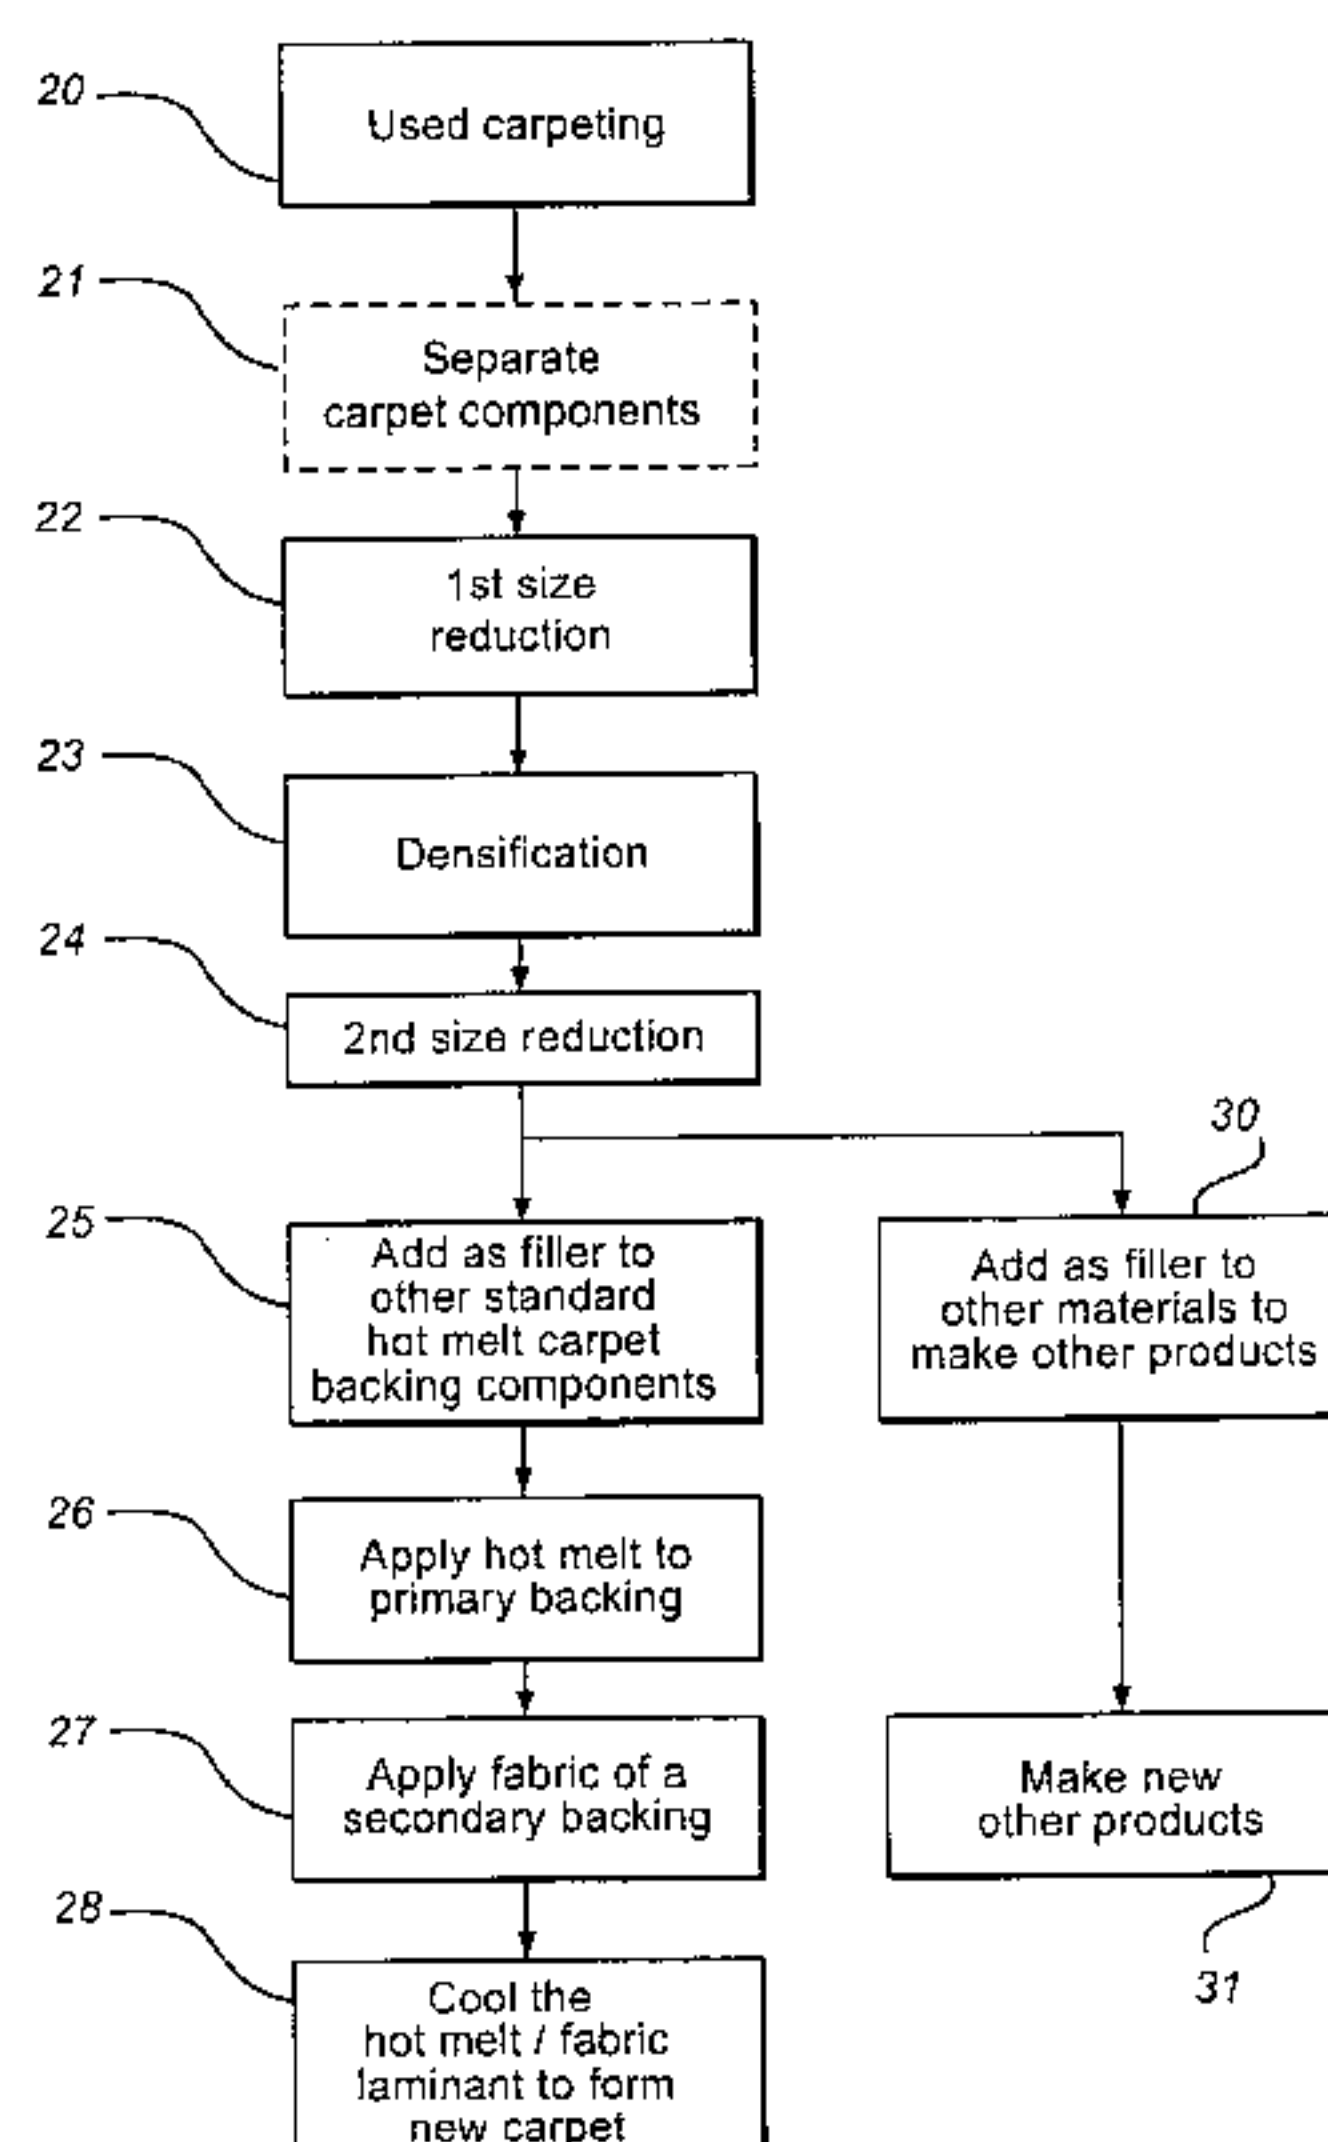 20
Used carpeting
21
Separate
carpet components
22
1st size
reduction
23
Densification
24
2nd size reduction
25
Add as filler to
other standard
hot melt carpet
backing components
30
Add as filler to
other materials to
make other products
26
Apply hot melt to
primary backing
27
Apply fabric of a
secondary backing
Make new
other products
31
28
Cool the
hot melt / fabric
laminant to form
new carpet